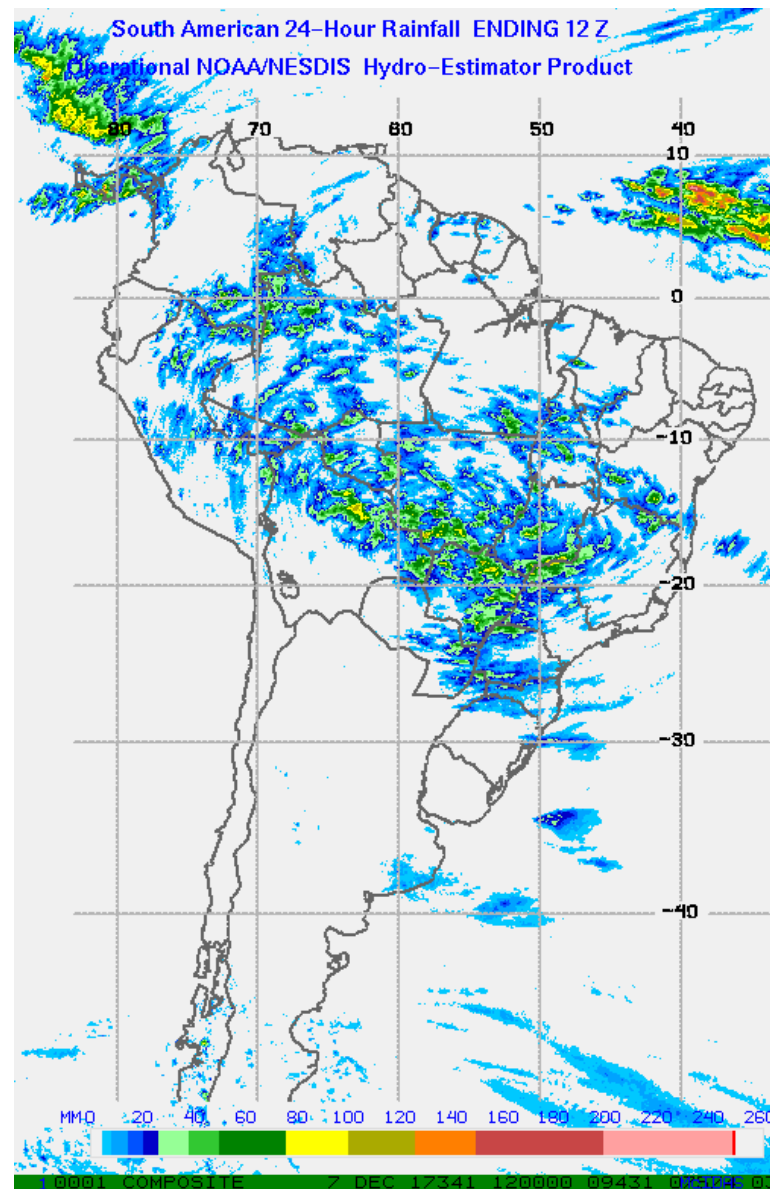 South American 24-Hour Rainfall ENDING 12 Z
Operational NOAA/NESDIS Hydro-Estimator Product
80 70 60 50 40
10
0
-10
-20
-30
-40
MM-0 20 40 60 80 100 120 140 160 180 200 220 240 260
1 0001 COMPOSITE 7 DEC 17341 120000 09431